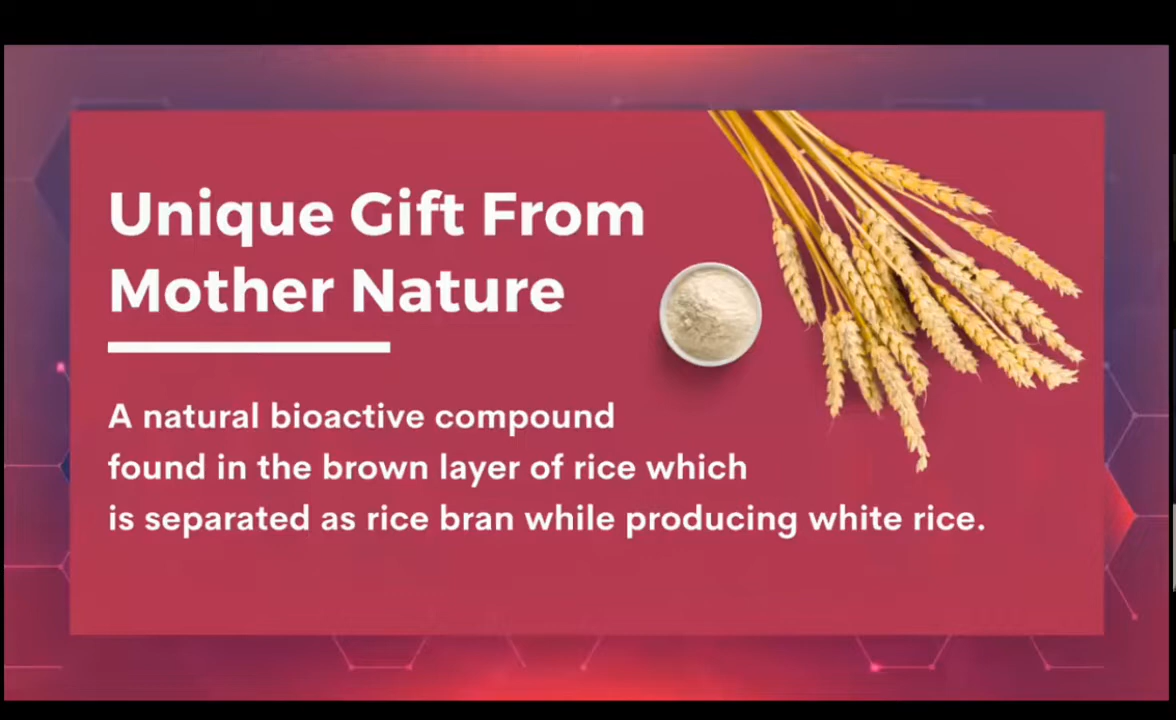 Unique Gift From
Mother Nature
A natural bioactive compound
found in the brown layer of rice which
is separated as rice bran while producing white rice.